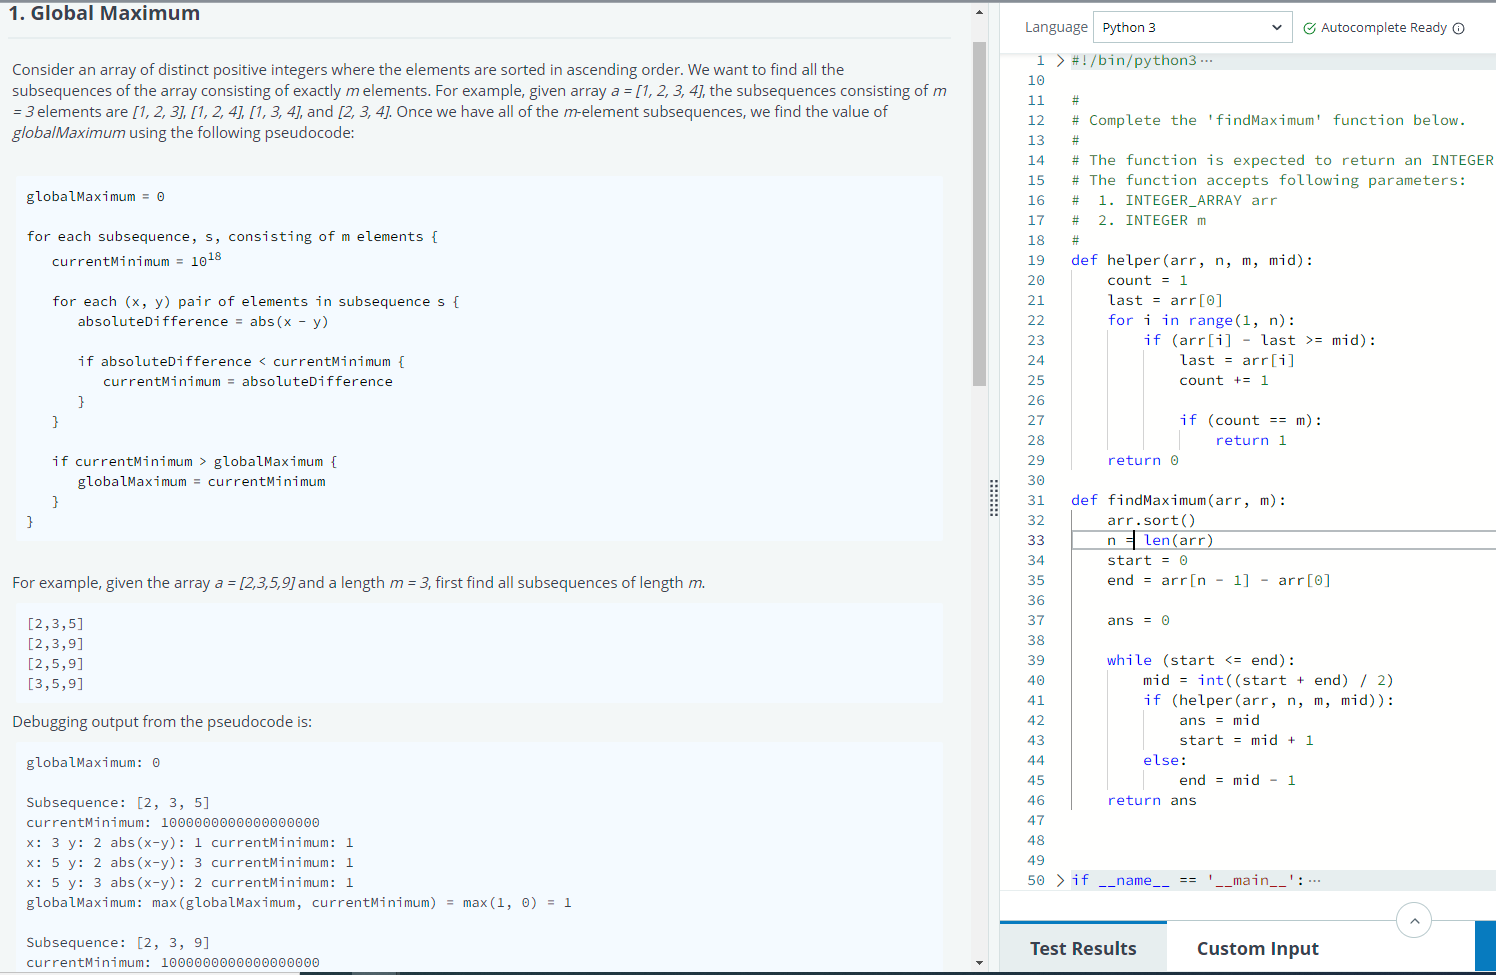 1. Global Maximum
Consider an array of distinct positive integers where the elements are sorted in ascending order. We want to find all the
subsequences of the array consisting of exactly m elements. For example, given array a = [1, 2, 3, 4], the subsequences consisting of m
= 3 elements are [1, 2, 3], [1, 2, 4], [1, 3, 4], and [2, 3, 4]. Once we have all of the m-element subsequences, we find the value of
globalMaximum using the following pseudocode:
globalMaximum = 0
for each subsequence, s, consisting of m elements {
currentMinimum = 10^18
for each (x, y) pair of elements in subsequence s {
absoluteDifference = abs(x - y)
if absoluteDifference < currentMinimum {
currentMinimum = absoluteDifference
}
}
if currentMinimum > globalMaximum {
globalMaximum = currentMinimum
}
}
For example, given the array a = [2,3,5,9] and a length m = 3, first find all subsequences of length m.
[2,3,5]
[2,3,9]
[2,5,9]
[3,5,9]
Debugging output from the pseudocode is:
globalMaximum: 0
Subsequence: [2, 3, 5]
currentMinimum: 1000000000000000000
x: 3 y: 2 abs(x-y): 1 currentMinimum: 1
x: 5 y: 2 abs(x-y): 3 currentMinimum: 1
x: 5 y: 3 abs(x-y): 2 currentMinimum: 1
globalMaximum: max(globalMaximum, currentMinimum) = max(1, 0) = 1
Subsequence: [2, 3, 9]
currentMinimum: 1000000000000000000
Language Python 3 Autocomplete Ready
1 #!/bin/python3 ···
10
11 #
12 # Complete the 'findMaximum' function below.
13 #
14 # The function is expected to return an INTEGER
15 # The function accepts following parameters:
16 # 1. INTEGER_ARRAY arr
17 # 2. INTEGER m
18 #
19 def helper(arr, n, m, mid):
20 count = 1
21 last = arr[0]
22 for i in range(1, n):
23 if (arr[i] - last >= mid):
24 last = arr[i]
25 count += 1
26
27 if (count == m):
28 return 1
29 return 0
30
31 def findMaximum(arr, m):
32 arr.sort()
33 n = len(arr)
34 start = 0
35 end = arr[n - 1] - arr[0]
36
37 ans = 0
38
39 while (start <= end):
40 mid = int((start + end) / 2)
41 if (helper(arr, n, m, mid)):
42 ans = mid
43 start = mid + 1
44 else:
45 end = mid - 1
46 return ans
47
48
49
50 if __name__ == '__main__': ···
Test Results Custom Input